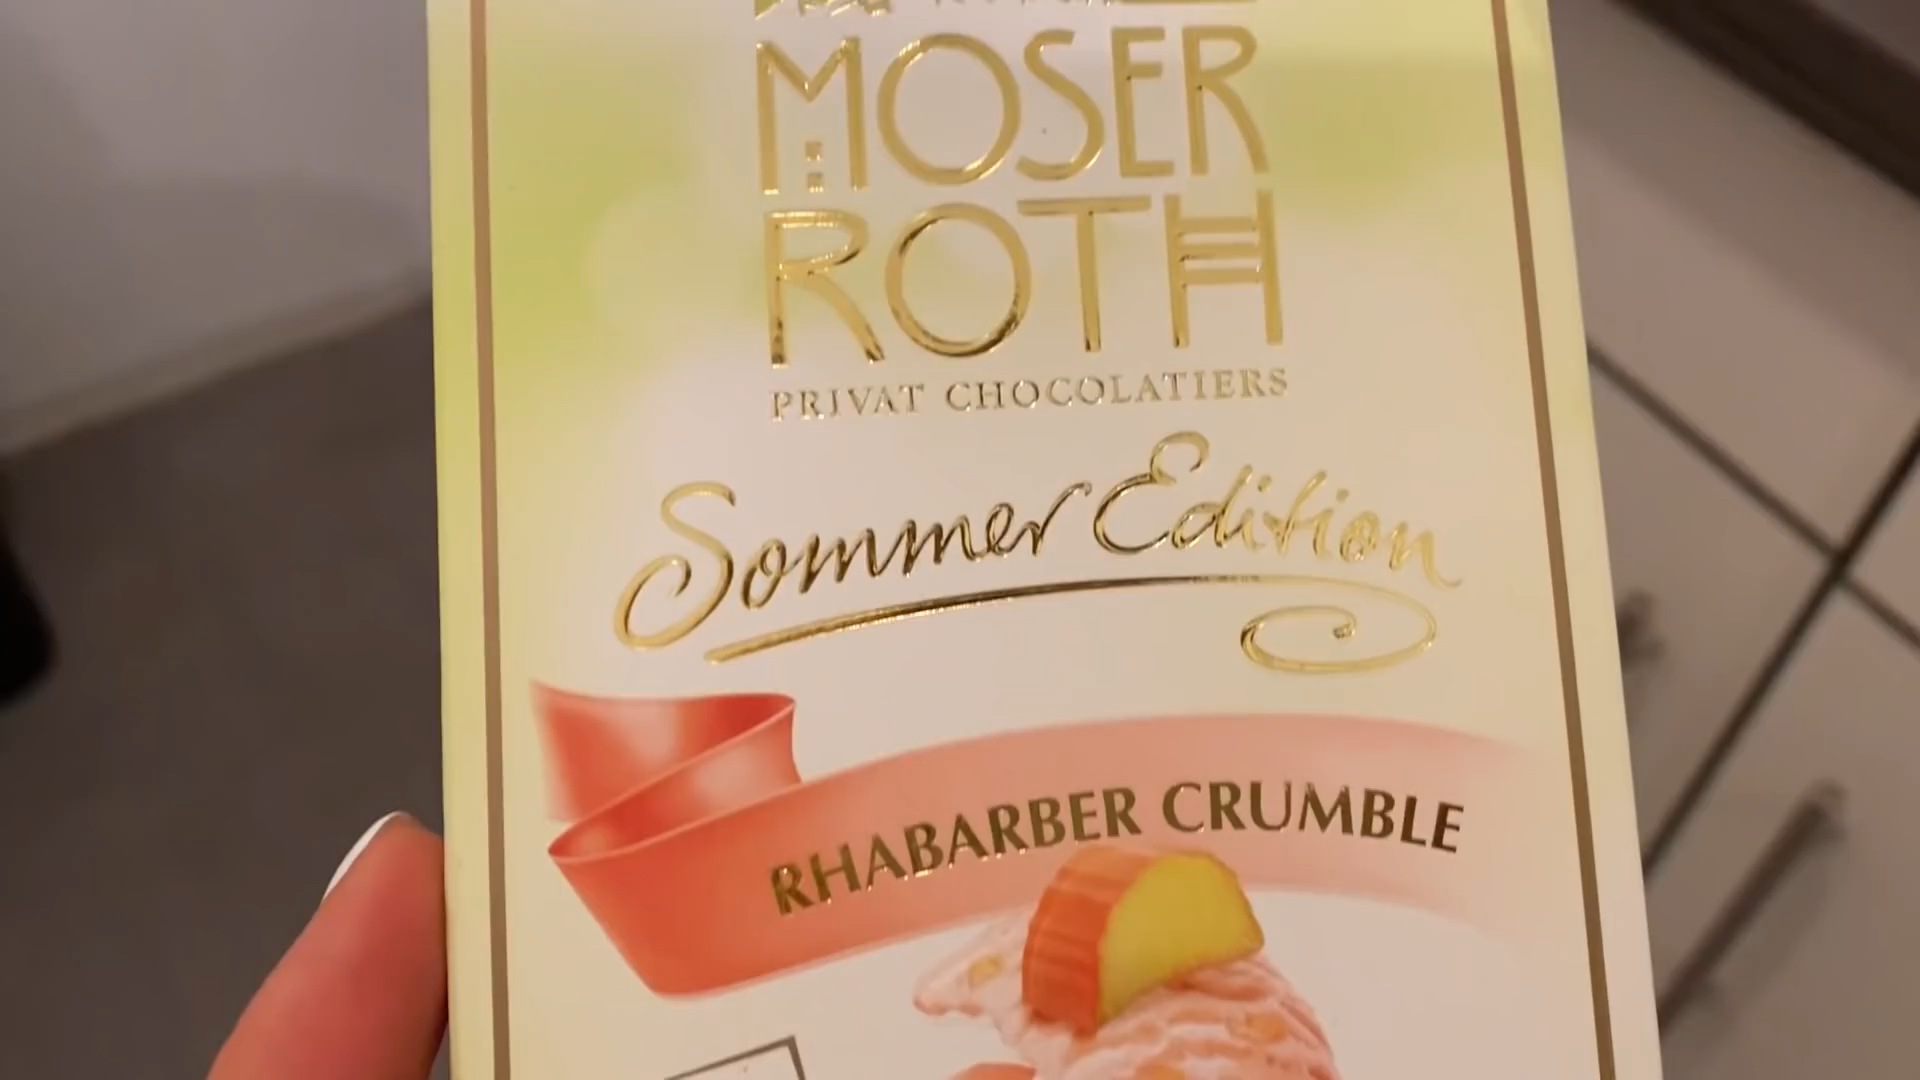 MOSER
ROTH
PRIVAT CHOCOLATIERS
Sommer Edition
RHABARBER CRUMBLE